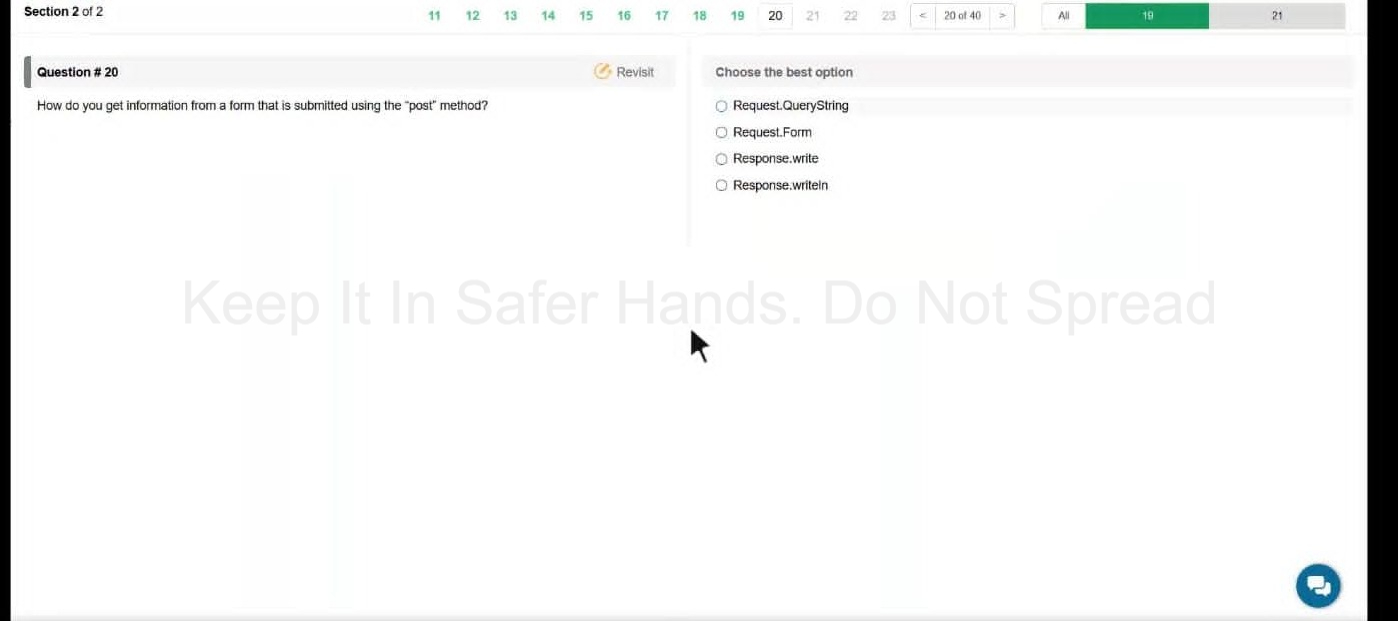 Section 2 of 2
11 12 13 14 15 16 17 18 19 20 21 22 23 < 20 of 40 > All 19 21
Question # 20
Revisit
How do you get information from a form that is submitted using the "post" method?
Choose the best option
Request.QueryString
Request.Form
Response.write
Response.writeln
Keep It In Safer Hands. Do Not Spread